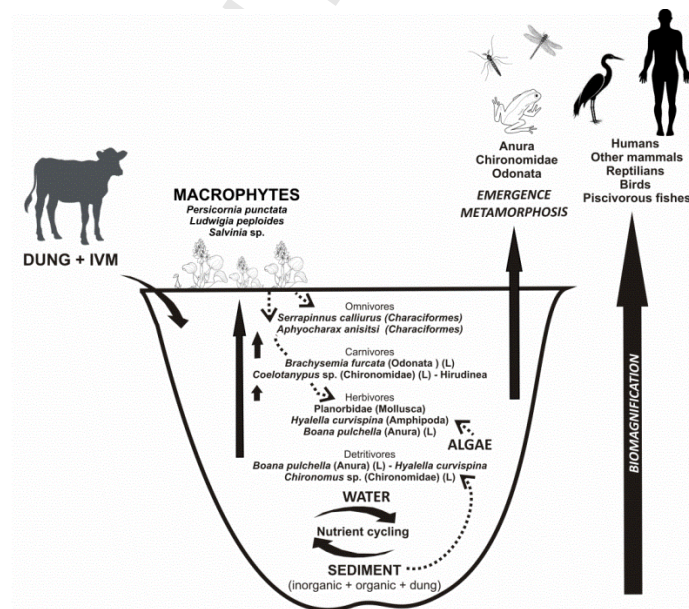 Anura
Chironomidae
Odonata
EMERGENCE
METAMORPHOSIS
Humans
Other mammals
Reptilians
Birds
Piscivorous fishes
MACROPHYTES
Persicornia punctata
Ludwigia peploides
Salvinia sp.
DUNG + IVM
Omnivores
Serrapinnus calliurus (Characiformes)
Aphyocharax anisitsi (Characiformes)
Carnivores
Brachysemia furcata (Odonata ) (L)
Coelotanypus sp. (Chironomidae) (L) - Hirudinea
Herbivores
Planorbidae (Mollusca)
Hyalella curvispina (Amphipoda)
Boana pulchella (Anura) (L)
ALGAE
Detritivores
Boana pulchella (Anura) (L) - Hyalella curvispina
Chironomus sp. (Chironomidae) (L)
WATER
Nutrient cycling
SEDIMENT
(inorganic + organic + dung)
BIOMAGNIFICATION